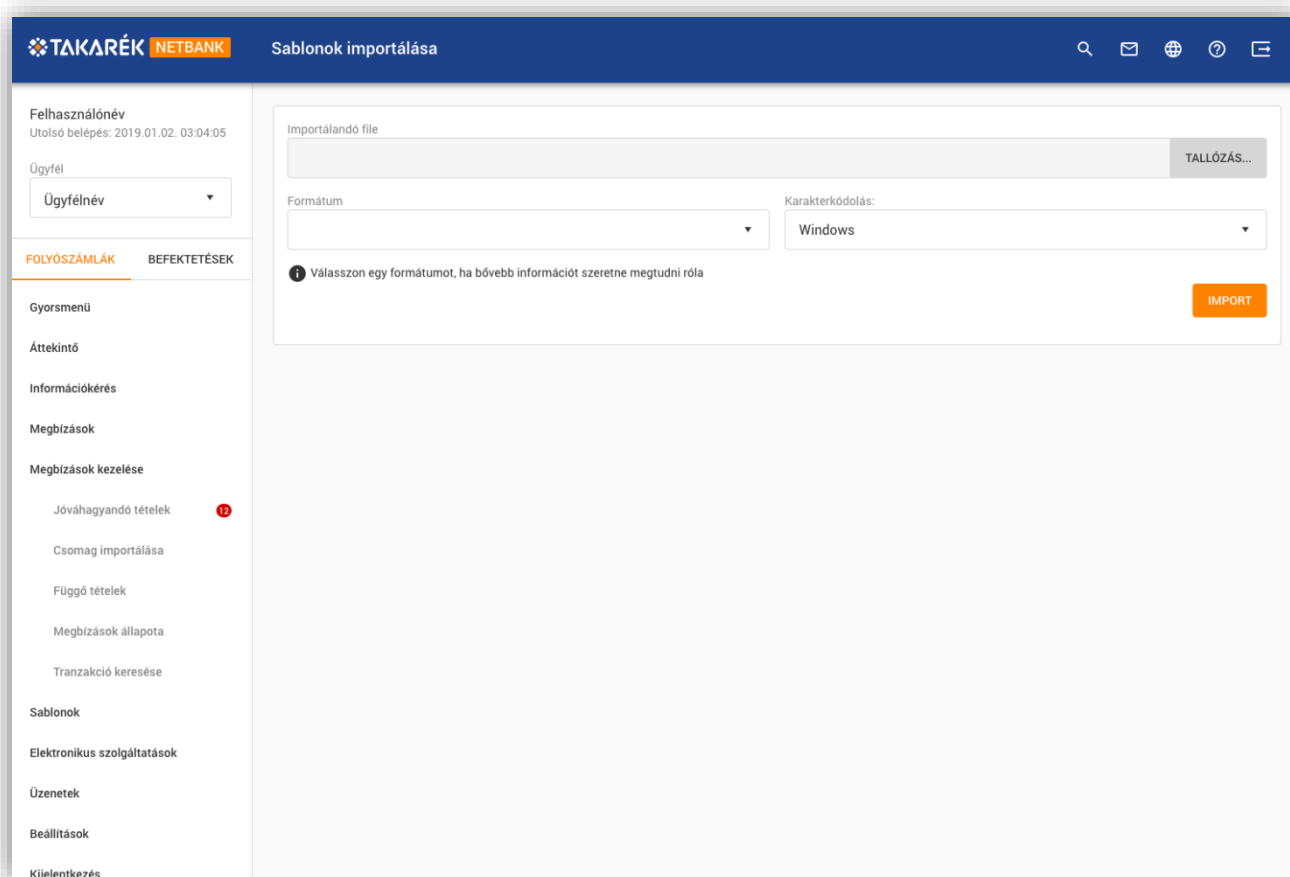 TAKARÉK NETBANK
Sablonok importálása
Felhasználónév
Utolsó belépés: 2019.01.02. 03:04:05
Ügyfél
Ügyfélnév
FOLYÓSZÁMLÁK
BEFEKTETÉSEK
Gyorsmenü
Áttekintő
Információkérés
Megbízások
Megbízások kezelése
Jóváhagyandó tételek 12
Csomag importálása
Függő tételek
Megbízások állapota
Tranzakció keresése
Sablonok
Elektronikus szolgáltatások
Üzenetek
Beállítások
Kijelentkezés
Importálandó file
TALLÓZÁS...
Formátum
Karakterkódolás:
Windows
Válasszon egy formátumot, ha bővebb információt szeretne megtudni róla
IMPORT